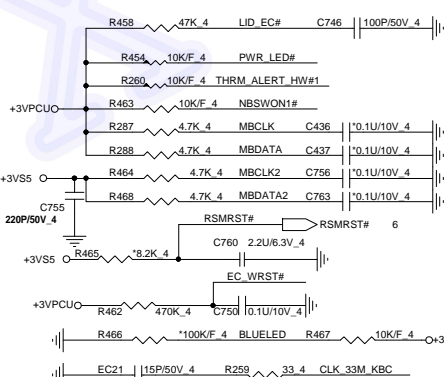 R458 47K_4 LID_EC# C746 100P/50V_4
R454 10K/F_4 PWR_LED#
R260 10K/F_4 THRM_ALERT_HW#1
+3VPCU R463 10K/F_4 NBSWON1#
R287 4.7K_4 MBCLK C436 *0.1U/10V_4
R288 4.7K_4 MBDATA C437 *0.1U/10V_4
+3VS5 R464 4.7K_4 MBCLK2 C756 *0.1U/10V_4
R468 4.7K_4 MBDATA2 C763 *0.1U/10V_4
C755
220P/50V_4
RSMRST# RSMRST# 6
+3VS5 R465 *8.2K_4 C760 2.2U/6.3V_4
EC_WRST#
+3VPCU R462 470K_4 C750 0.1U/10V_4
R466 *100K/F_4 BLUELED R467 10K/F_4 +3
EC21 15P/50V_4 R259 33_4 CLK_33M_KBC